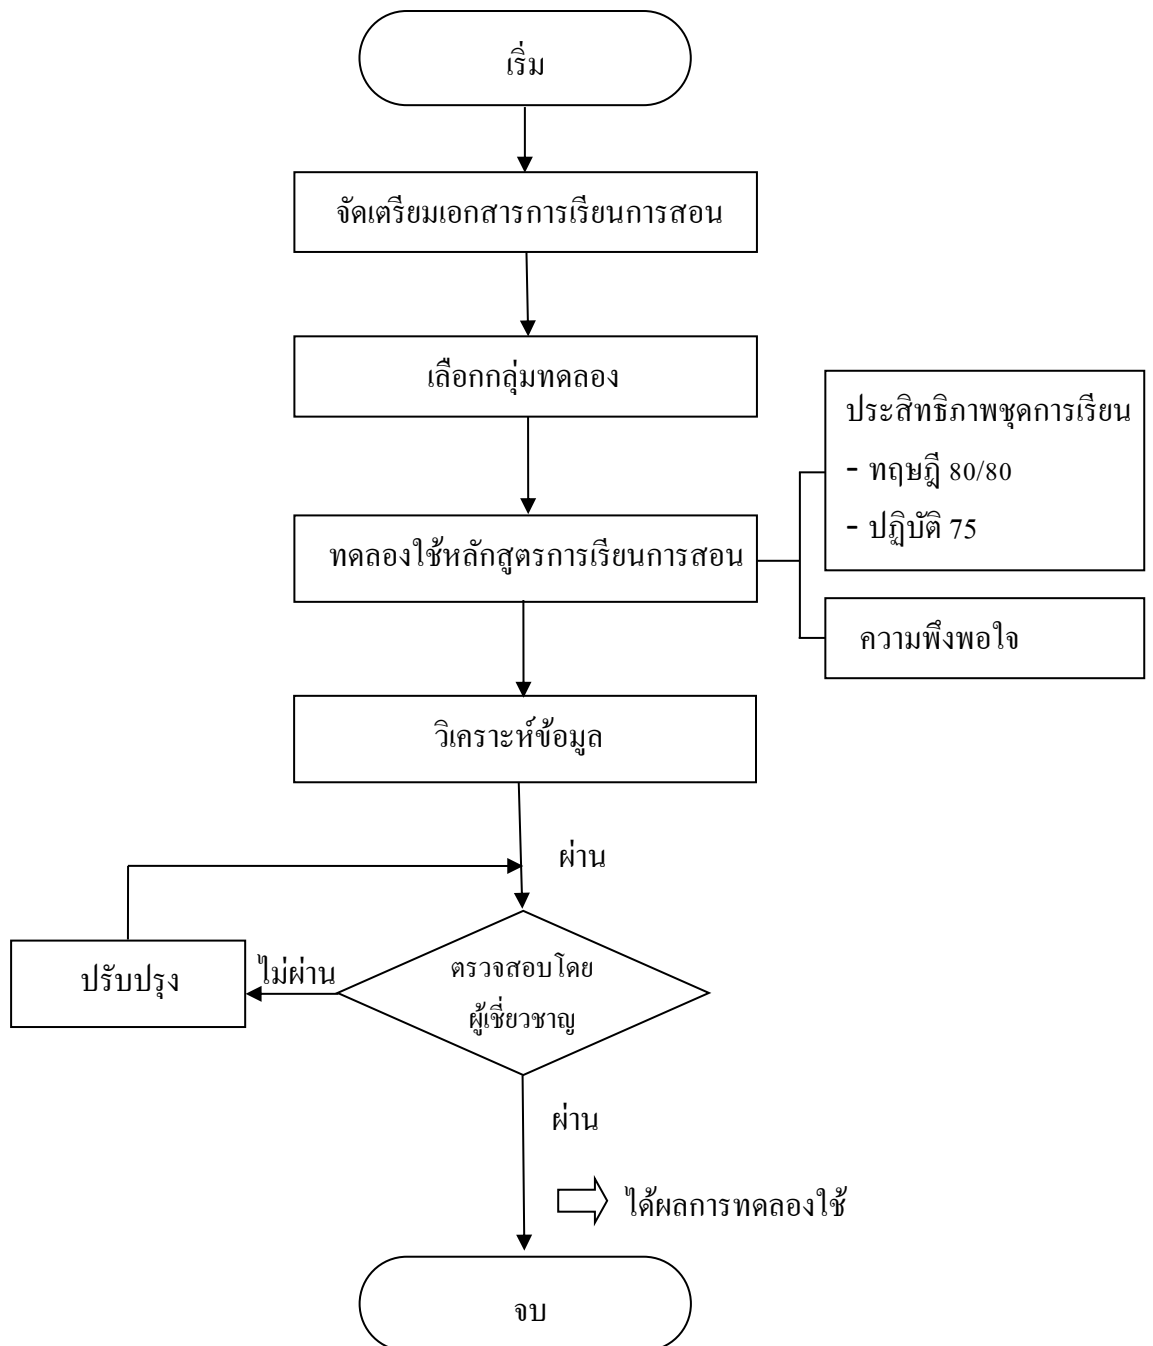 เริ่ม
จัดเตรียมเอกสารการเรียนการสอน
เลือกกลุ่มทดลอง
ประสิทธิภาพชุดการเรียน
- ทฤษฎี 80/80
- ปฏิบัติ 75
ทดลองใช้หลักสูตรการเรียนการสอน
ความพึงพอใจ
วิเคราะห์ข้อมูล
ผ่าน
ปรับปรุง
ไม่ผ่าน
ตรวจสอบโดย
ผู้เชี่ยวชาญ
ผ่าน
ได้ผลการทดลองใช้
จบ